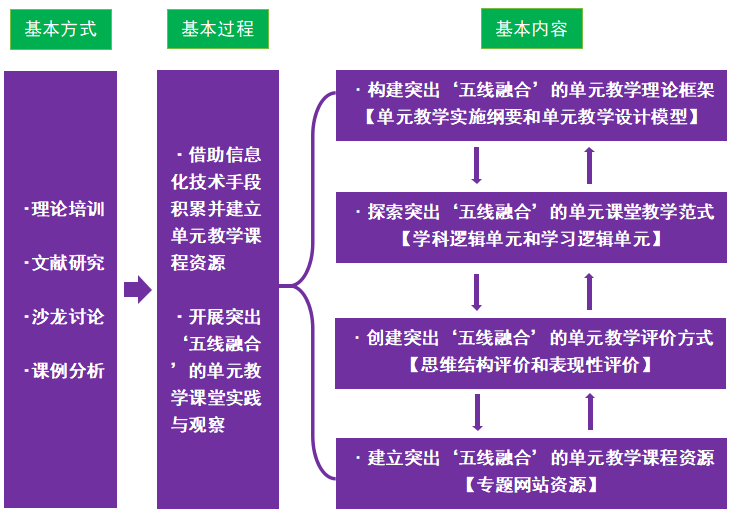 基本方式
基本过程
基本内容
·理论培训
·文献研究
·沙龙讨论
·课例分析
·借助信息
化技术手段
积累并建立
单元教学课
程资源
·开展突出
‘五线融合
’的单元教
学课堂实践
与观察
·构建突出‘五线融合’的单元教学理论框架
【单元教学实施纲要和单元教学设计模型】
·探索突出‘五线融合’的单元课堂教学范式
【学科逻辑单元和学习逻辑单元】
·创建突出‘五线融合’的单元教学评价方式
【思维结构评价和表现性评价】
·建立突出‘五线融合’的单元教学课程资源
【专题网站资源】